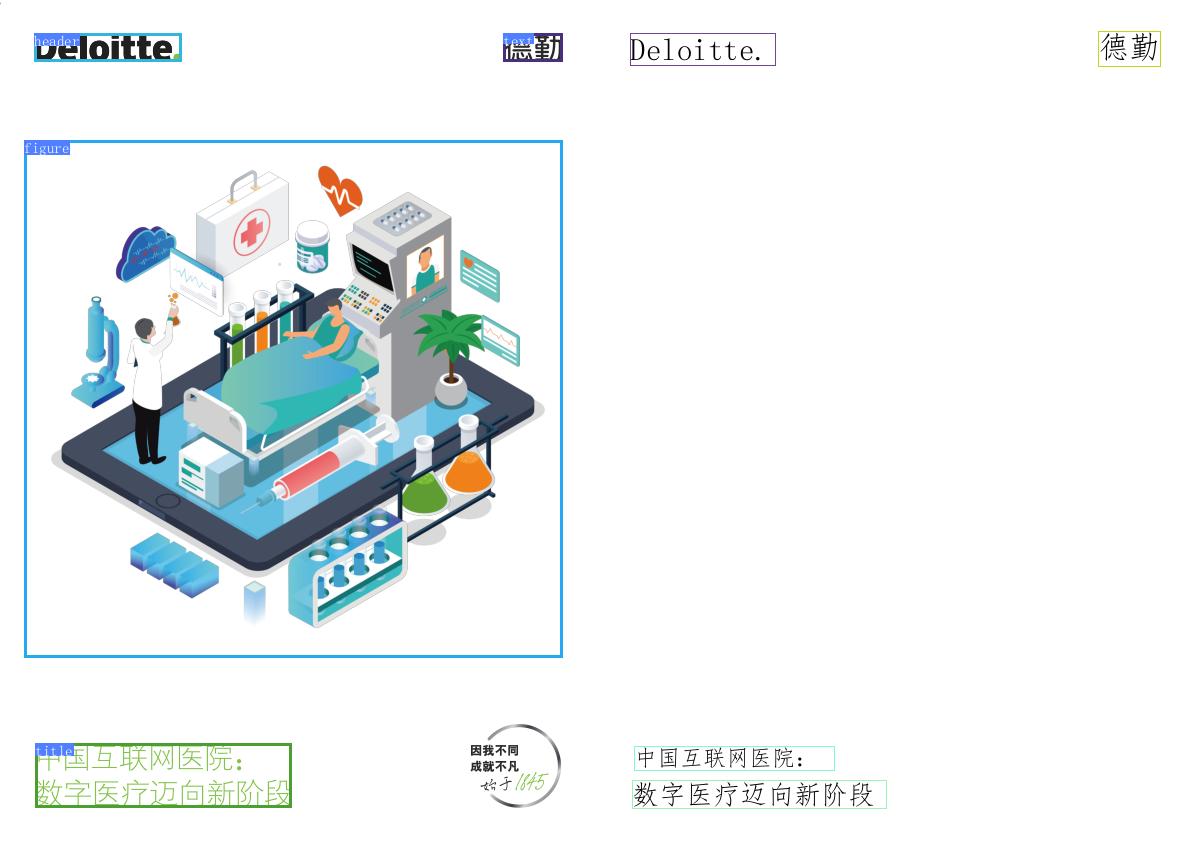 header
Deloitte.
text
德勤
Deloitte.
德勤
figure
title
中国互联网医院：
数字医疗迈向新阶段
因我不同
成就不凡
始于1845
中国互联网医院：
数字医疗迈向新阶段